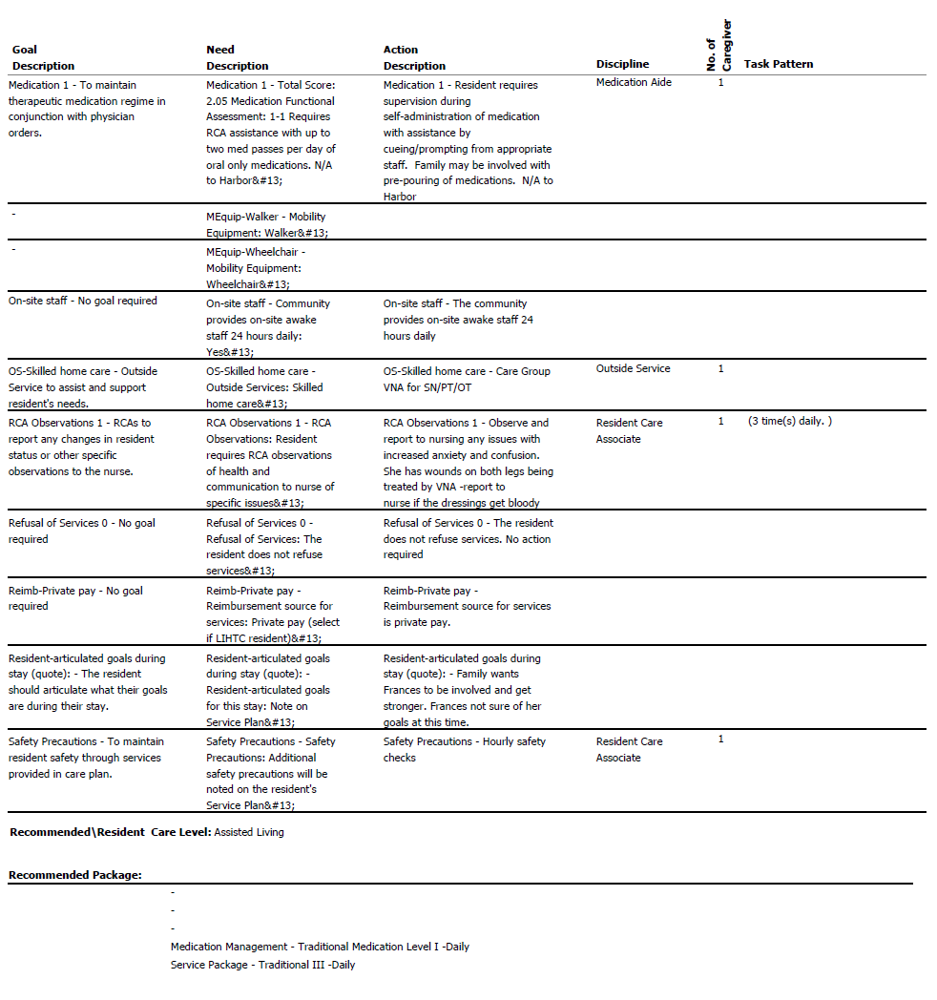 Goal
Description
Need
Description
Action
Description
Discipline
No. of
Caregiver
Task Pattern
Medication 1 - To maintain
therapeutic medication regime in
conjunction with physician
orders.
Medication 1 - Total Score:
2.05 Medication Functional
Assessment: 1-1 Requires
RCA assistance with up to
two med passes per day of
oral only medications. N/A
to Harbor&#13;
Medication 1 - Resident requires
supervision during
self-administration of medication
with assistance by
cueing/prompting from appropriate
staff.  Family may be involved with
pre-pouring of medications.  N/A to
Harbor
Medication Aide
1
-
MEquip-Walker - Mobility
Equipment: Walker&#13;
-
MEquip-Wheelchair -
Mobility Equipment:
Wheelchair&#13;
On-site staff - No goal required
On-site staff - Community
provides on-site awake
staff 24 hours daily:
Yes&#13;
On-site staff - The community
provides on-site awake staff 24
hours daily
OS-Skilled home care - Outside
Service to assist and support
resident's needs.
OS-Skilled home care -
Outside Services: Skilled
home care&#13;
OS-Skilled home care - Care Group
VNA for SN/PT/OT
Outside Service
1
RCA Observations 1 - RCAs to
report any changes in resident
status or other specific
observations to the nurse.
RCA Observations 1 - RCA
Observations: Resident
requires RCA observations
of health and
communication to nurse of
specific issues&#13;
RCA Observations 1 - Observe and
report to nursing any issues with
increased anxiety and confusion.
She has wounds on both legs being
treated by VNA -report to
nurse if the dressings get bloody
Resident Care
Associate
1
(3 time(s) daily. )
Refusal of Services 0 - No goal
required
Refusal of Services 0 -
Refusal of Services: The
resident does not refuse
services&#13;
Refusal of Services 0 - The resident
does not refuse services. No action
required
Reimb-Private pay - No goal
required
Reimb-Private pay -
Reimbursement source for
services: Private pay (select
if LIHTC resident)&#13;
Reimb-Private pay -
Reimbursement source for services
is private pay.
Resident-articulated goals during
stay (quote): - The resident
should articulate what their goals
are during their stay.
Resident-articulated goals
during stay (quote): -
Resident-articulated goals
for this stay: Note on
Service Plan&#13;
Resident-articulated goals during
stay (quote): - Family wants
Frances to be involved and get
stronger. Frances not sure of her
goals at this time.
Safety Precautions - To maintain
resident safety through services
provided in care plan.
Safety Precautions - Safety
Precautions: Additional
safety precautions will be
noted on the resident's
Service Plan&#13;
Safety Precautions - Hourly safety
checks
Resident Care
Associate
1
Recommended\Resident  Care Level: Assisted Living
Recommended Package:
-
-
-
Medication Management - Traditional Medication Level I -Daily
Service Package - Traditional III -Daily